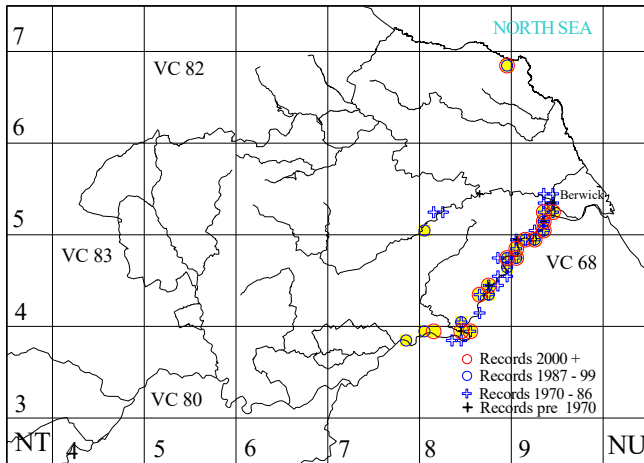 7
NORTH SEA
VC 82
6
Berwick
5
VC 83
VC 68
4
Records 2000 +
Records 1987 - 99
Records 1970 - 86
VC 80
Records pre 1970
3
NT 4 5 6 7 8 9 NU